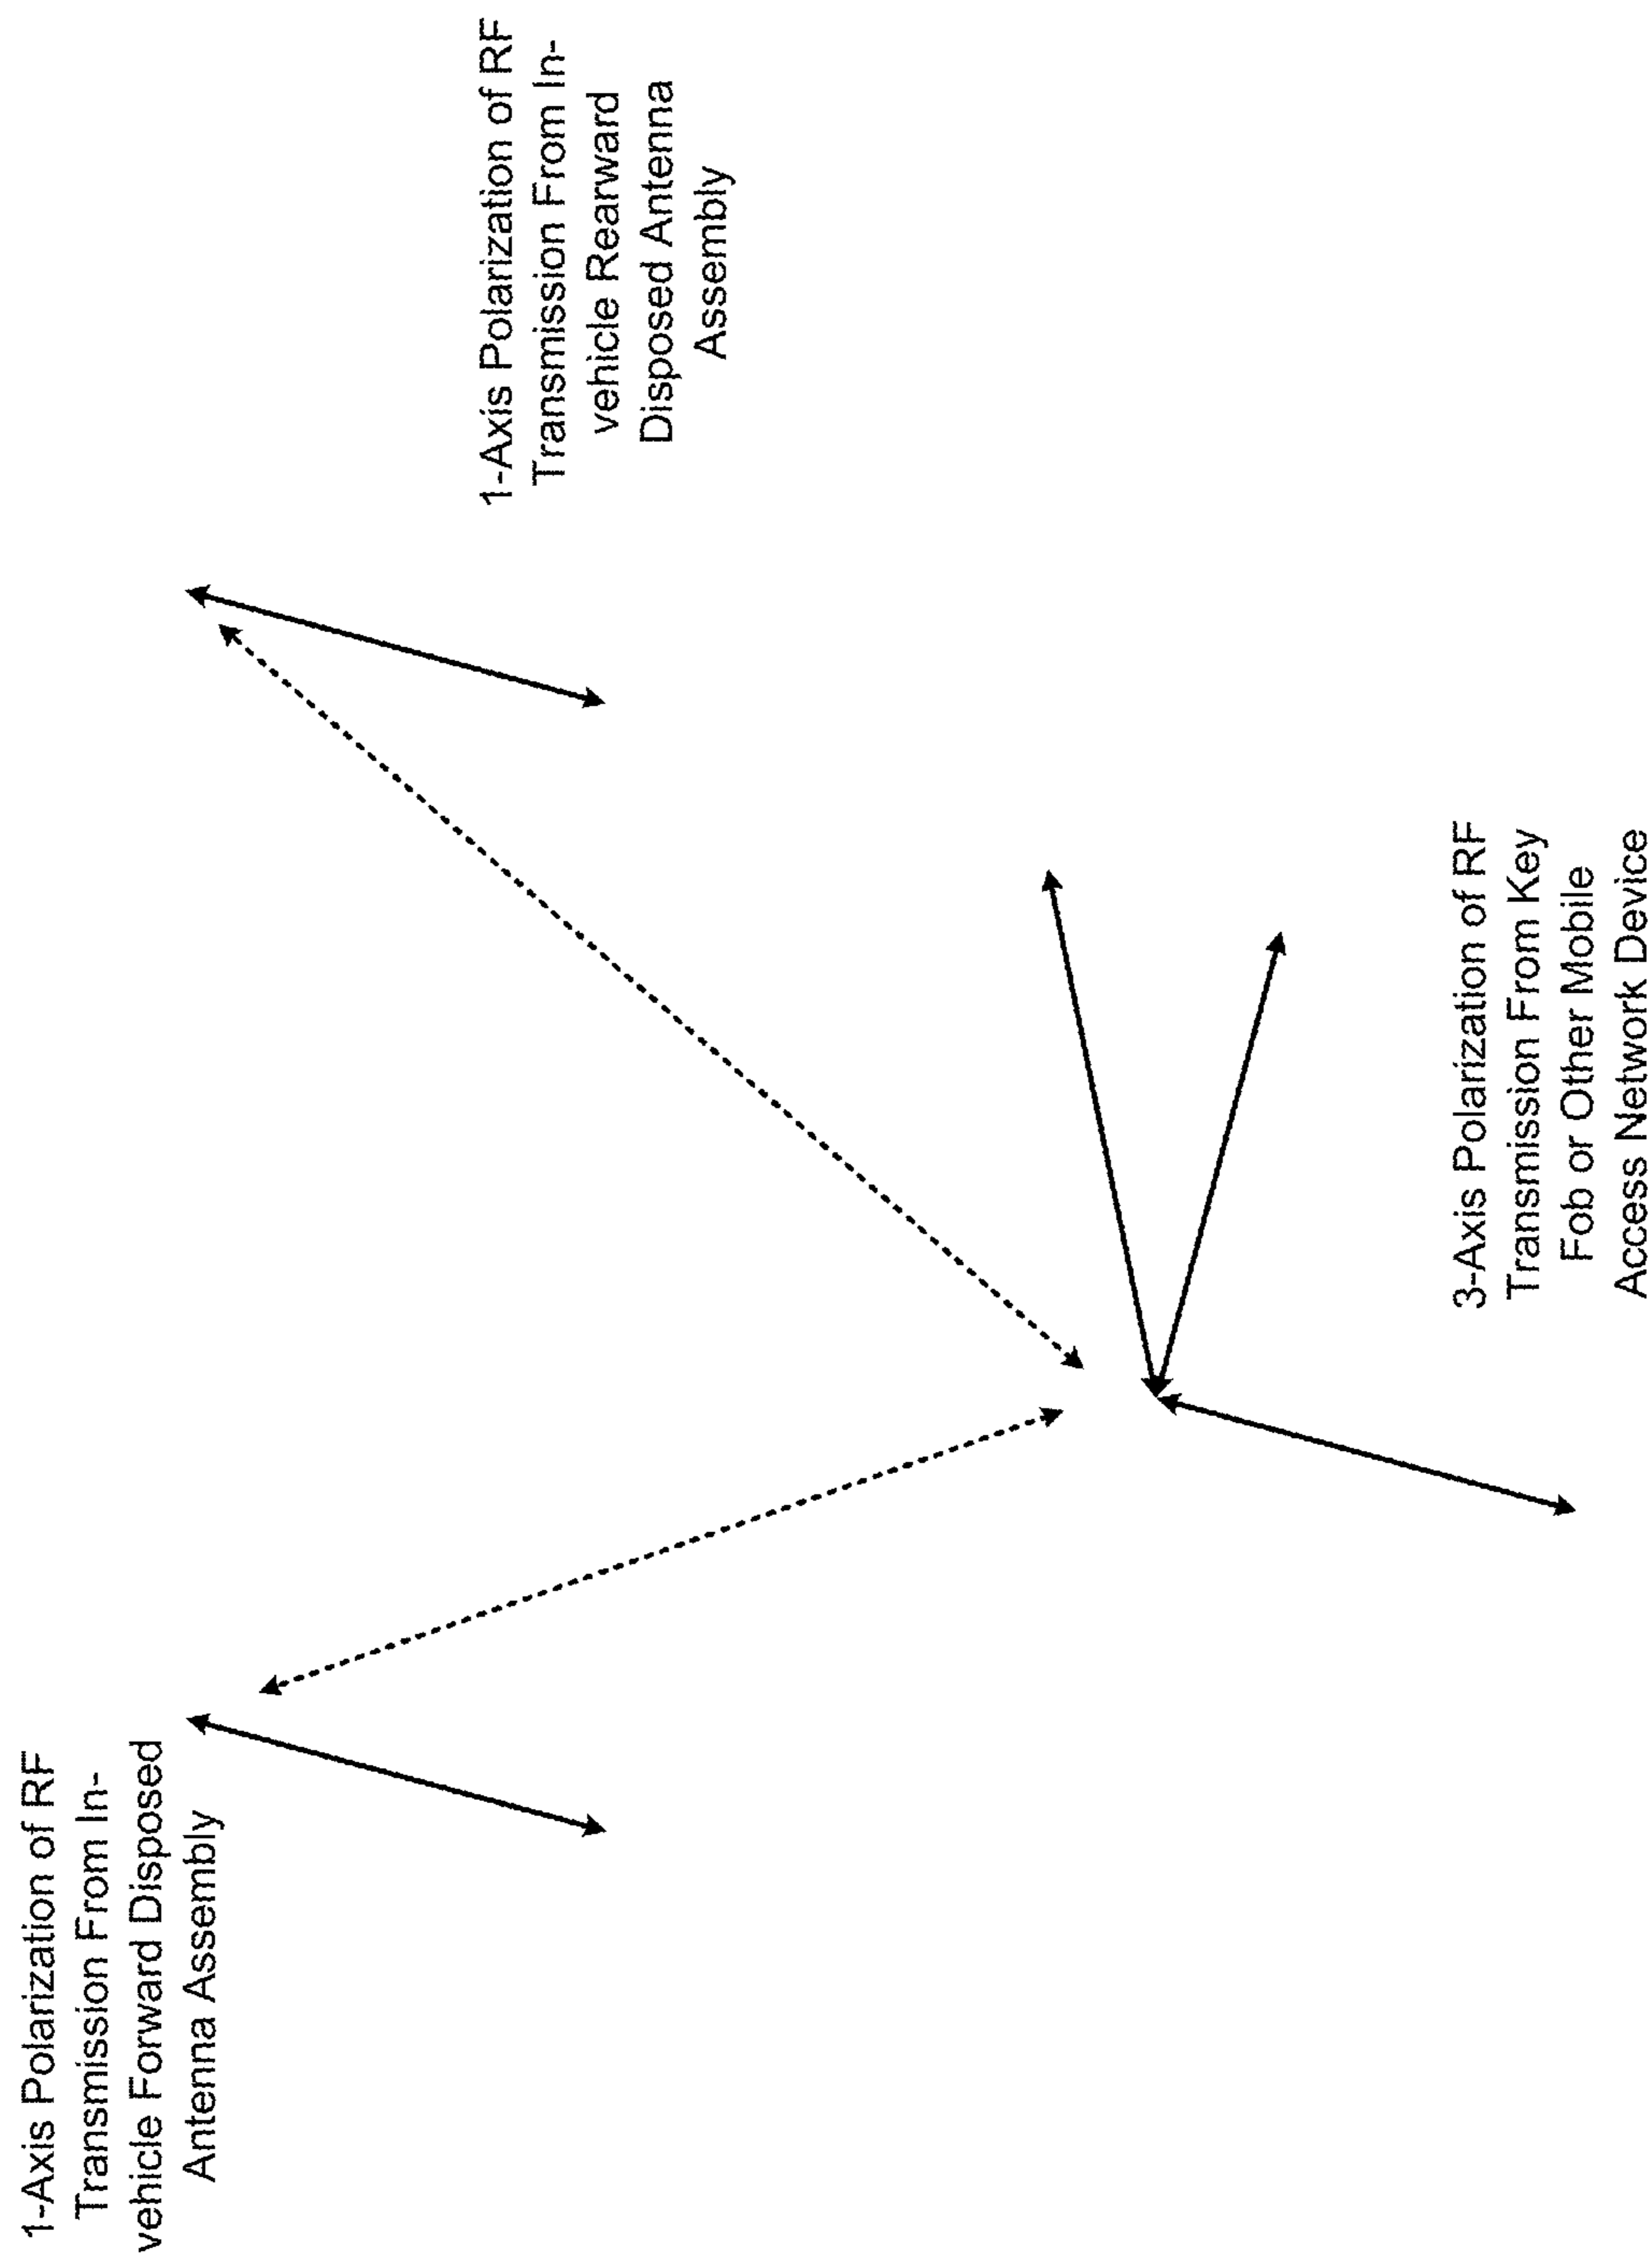 1-Axis Polarization of RF
Transmission From In-
vehicle Forward Disposed
Antenna Assembly
1-Axis Polarization of RF
Transmission From In-
vehicle Rearward
Disposed Antenna
Assembly
3-Axis Polarization of RF
Transmission From Key
Fob or Other Mobile
Access Network Device